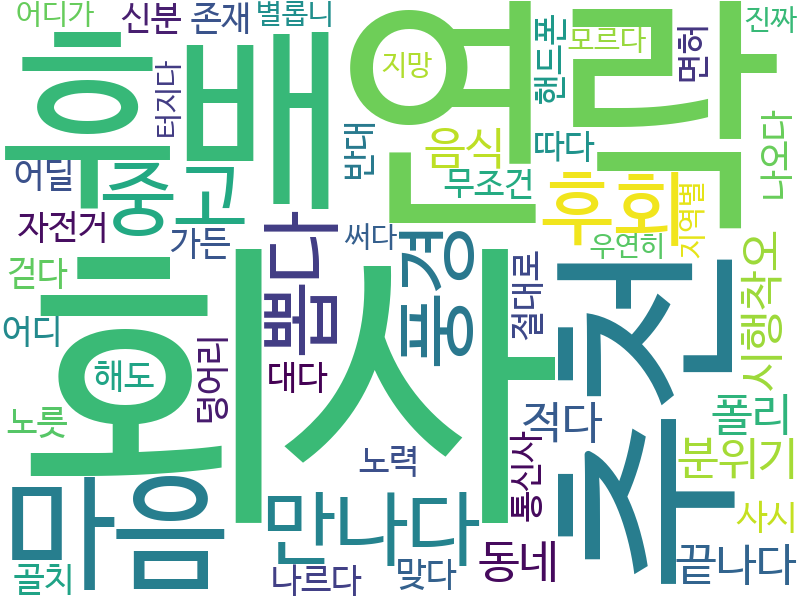 어디가
신분
존재
별롭니
진짜
후배
연락
지망
핸드폰
모르다
면허
터지다
반대
음식
따다
나오다
어딜
중고
무조건
후회
지역별
자전거
가든
뽑다
써다
풍경
우연히
걷다
회사
추천
절대로
시행착오
어디
해도
덩어리
대다
노릇
적다
폴리
노력
통신사
분위기
마음
만나다
사시
골치
나르다
맞다
동네
끝나다